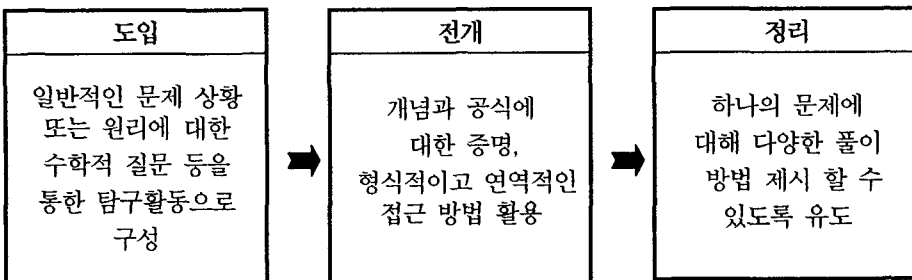 도입
일반적인 문제 상황
또는 원리에 대한
수학적 질문 등을
통한 탐구활동으로
구성
전개
개념과 공식에
대한 증명,
형식적이고 연역적인
접근 방법 활용
정리
하나의 문제에
대해 다양한 풀이
방법 제시 할 수
있도록 유도